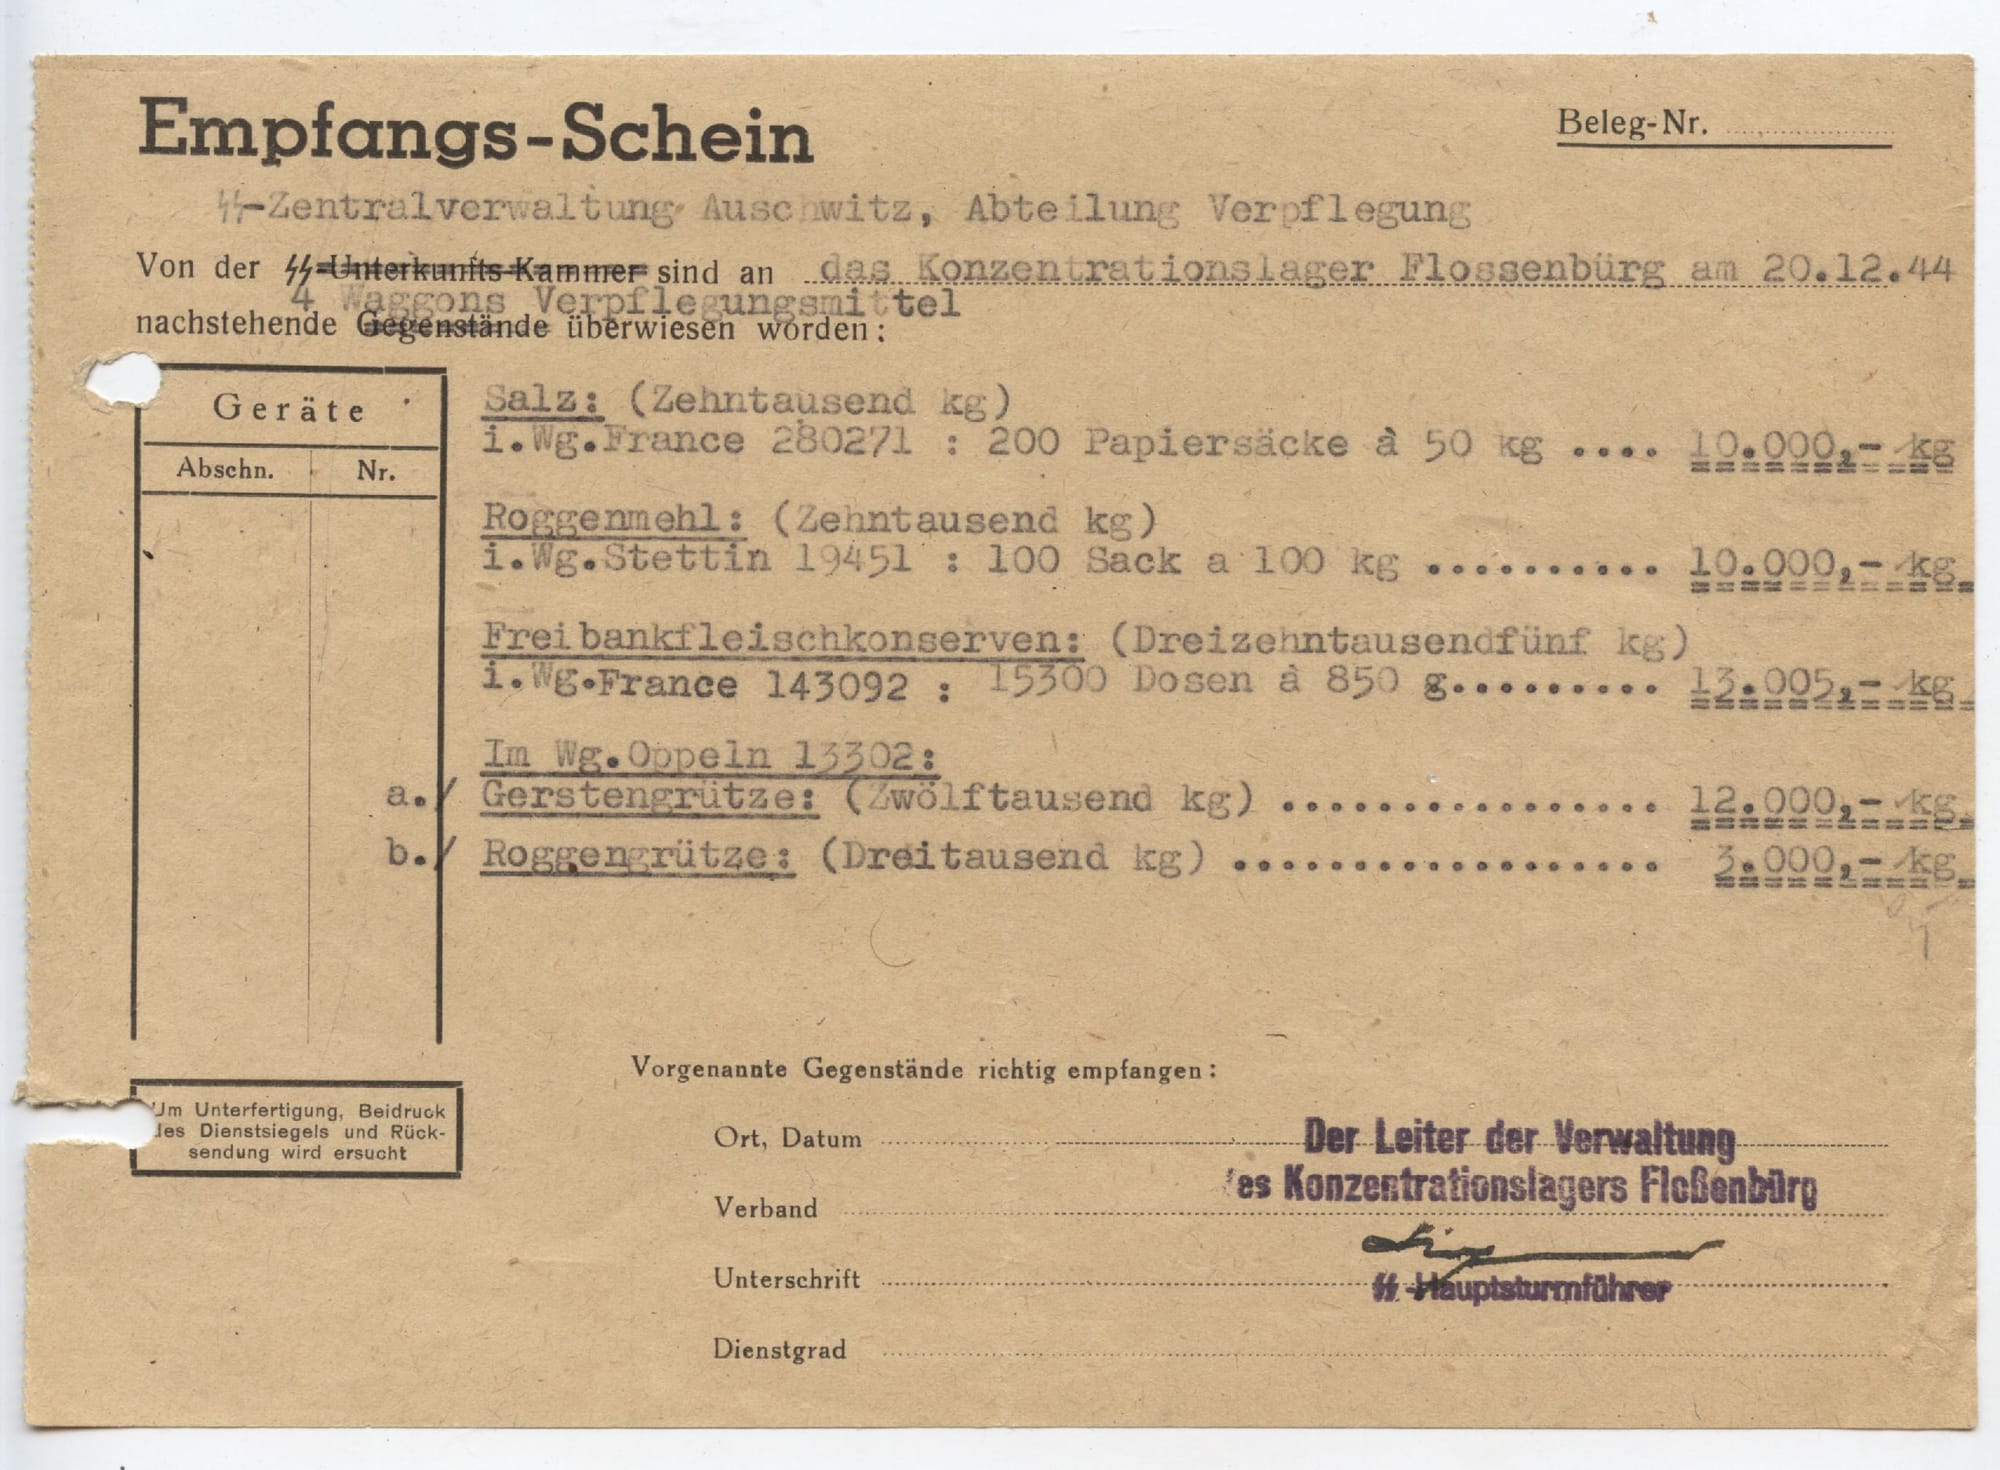 Empfangs-Schein
Beleg-Nr.
ᛋᛋ-Zentralverwaltung Auschwitz, Abteilung Verpflegung
Von der ᛋᛋ-Unterkunfts-Kammer sind an das Konzentrationslager Flossenbürg am 20.12.44
4 Waggons Verpflegungsmittel
nachstehende Gegenstände überwiesen worden:
Geräte
Abschn. Nr.
Salz: (Zehntausend kg)
i.Wg.France 280271 : 200 Papiersäcke à 50 kg .... 10.000,- kg
Roggenmehl: (Zehntausend kg)
i.Wg.Stettin 19451 : 100 Sack a 100 kg .......... 10.000,- kg
Freibankfleischkonserven: (Dreizehntausendfünf kg)
i.Wg.France 143092 : 15300 Dosen à 850 g......... 13.005,- kg
Im Wg.Oppeln 13302:
a./ Gerstengrütze: (Zwölftausend kg) ................ 12.000,- kg
b./ Roggengrütze: (Dreitausend kg) .................. 3.000,- kg
Vorgenannte Gegenstände richtig empfangen:
Um Unterfertigung, Beidruck
des Dienstsiegels und Rück-
sendung wird ersucht
Ort, Datum
Der Leiter der Verwaltung
es Konzentrationslagers Floßenbürg
Verband
Unterschrift
ᛋᛋ-Hauptsturmführer
Dienstgrad